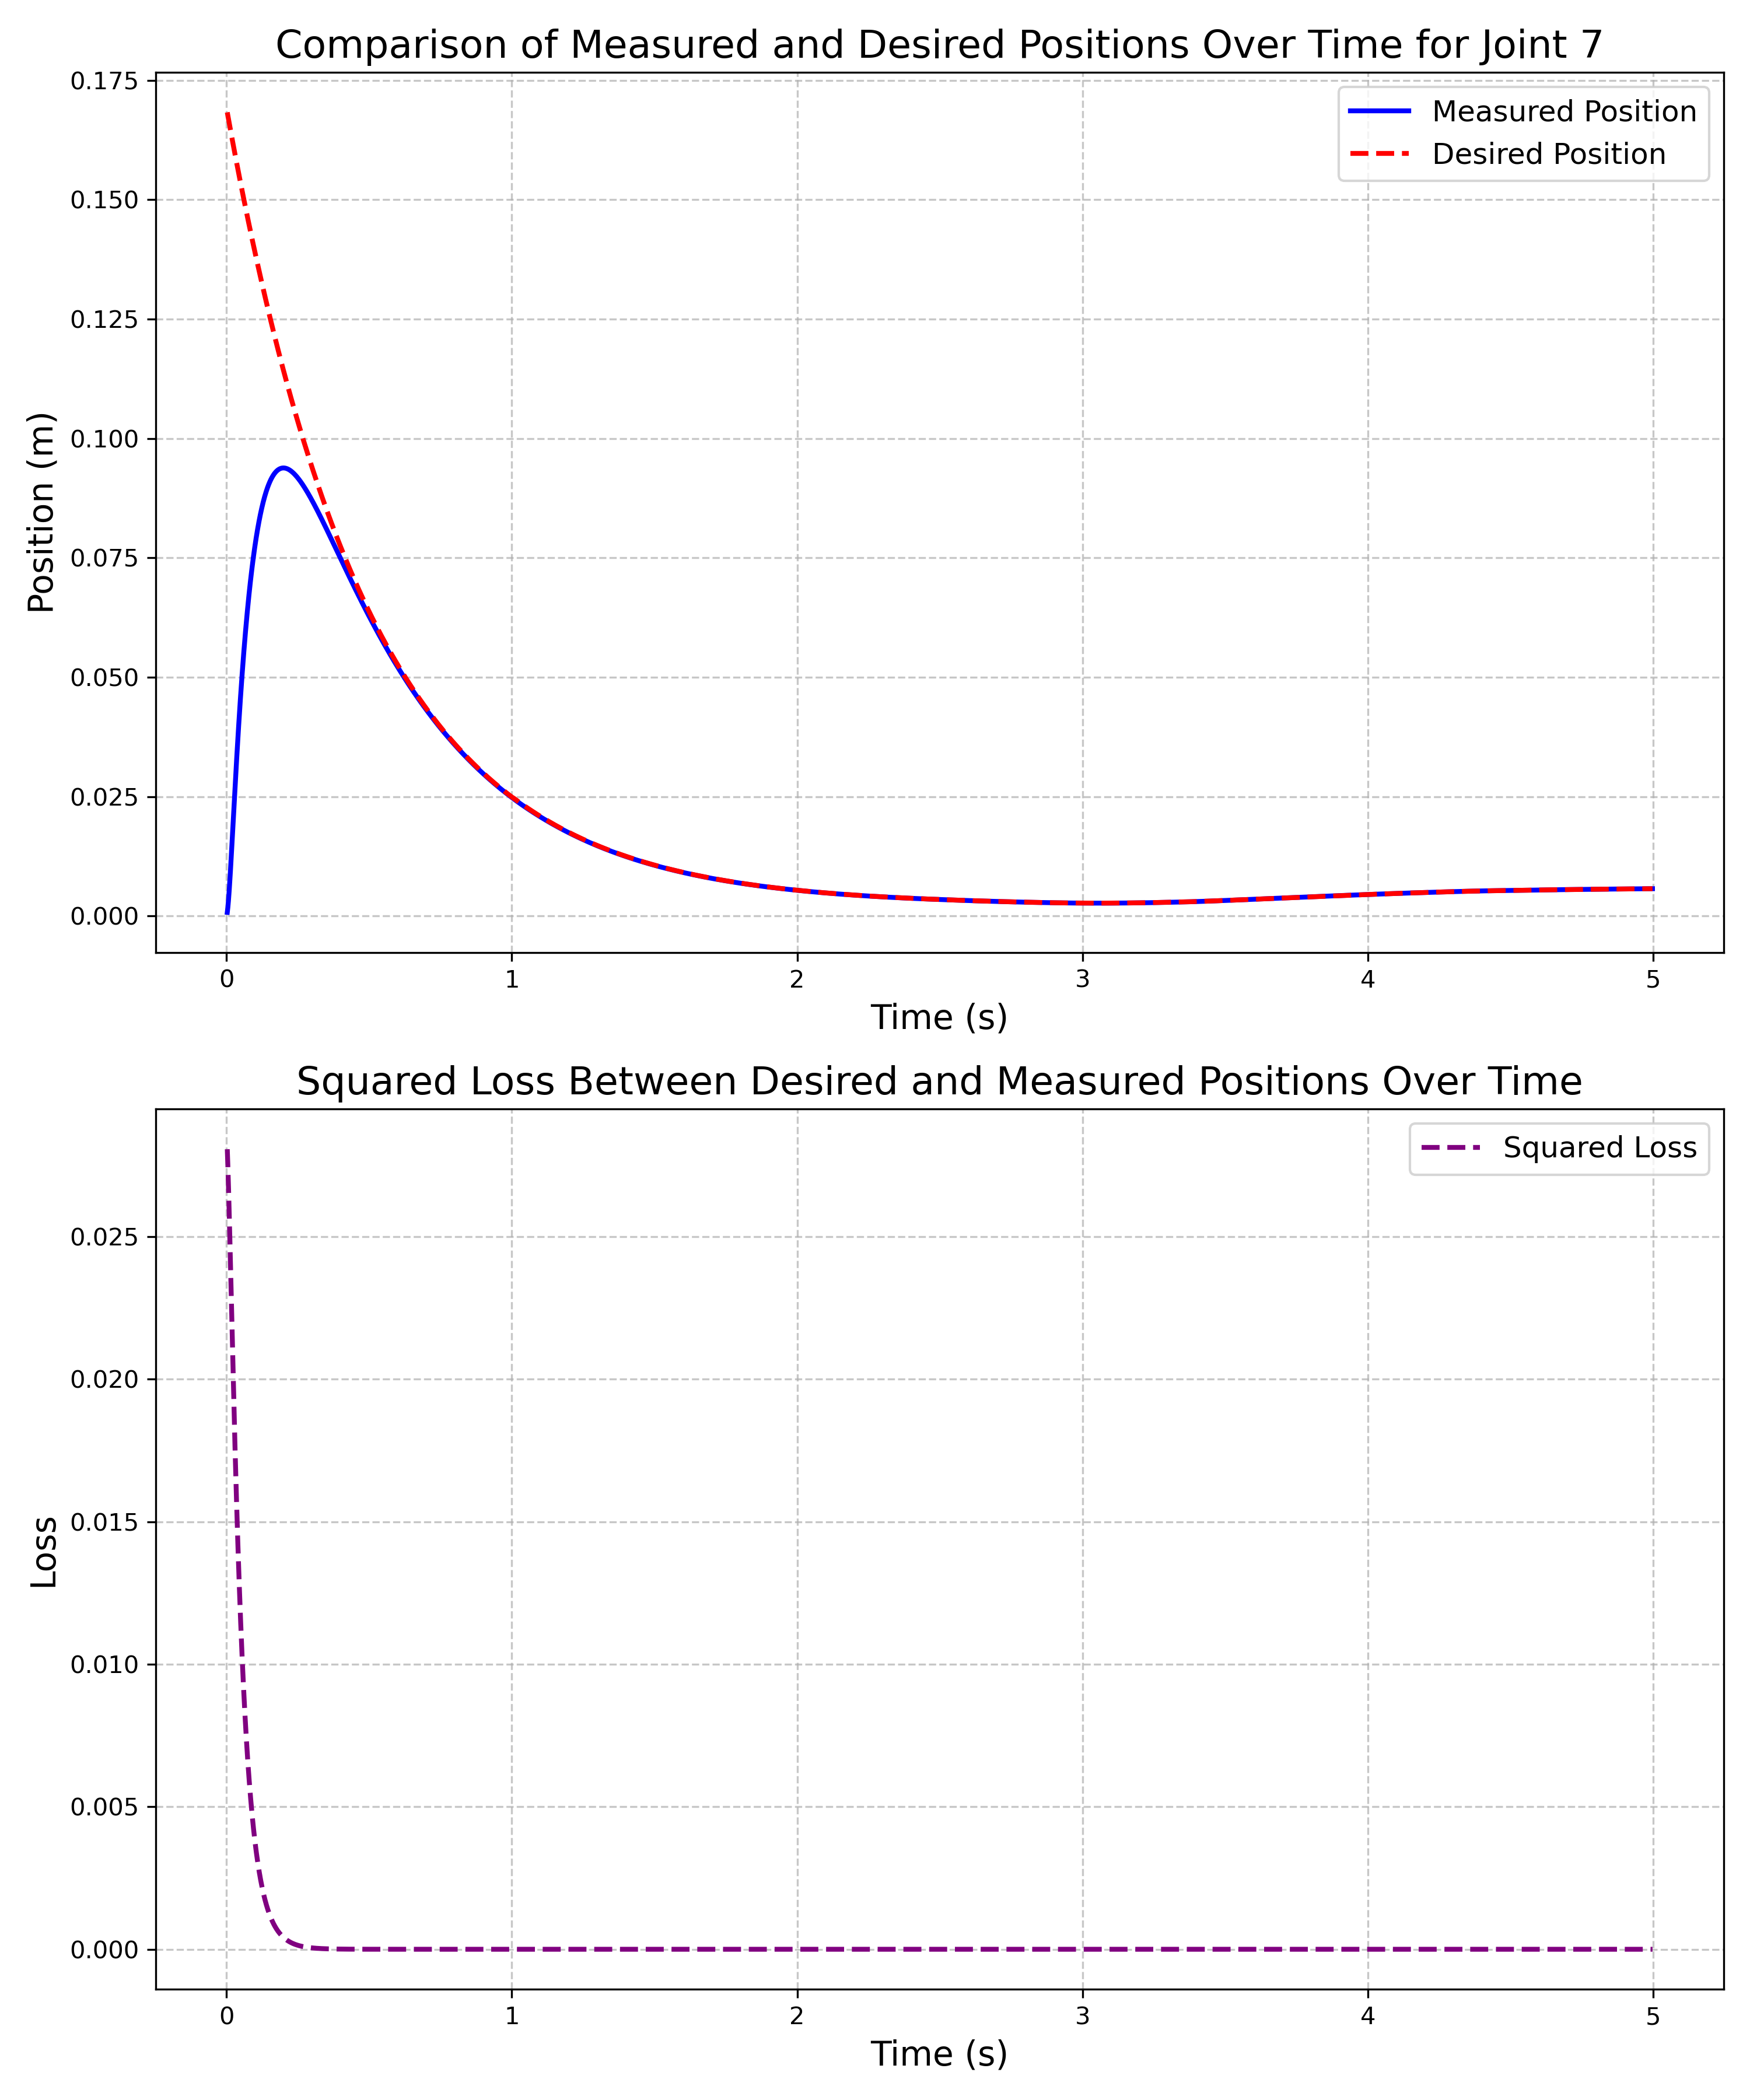 Comparison of Measured and Desired Positions Over Time for Joint 7
Measured Position
Desired Position
Position (m)
0.175
0.150
0.125
0.100
0.075
0.050
0.025
0.000
0 1 2 3 4 5
Time (s)
Squared Loss Between Desired and Measured Positions Over Time
Squared Loss
Loss
0.025
0.020
0.015
0.010
0.005
0.000
0 1 2 3 4 5
Time (s)